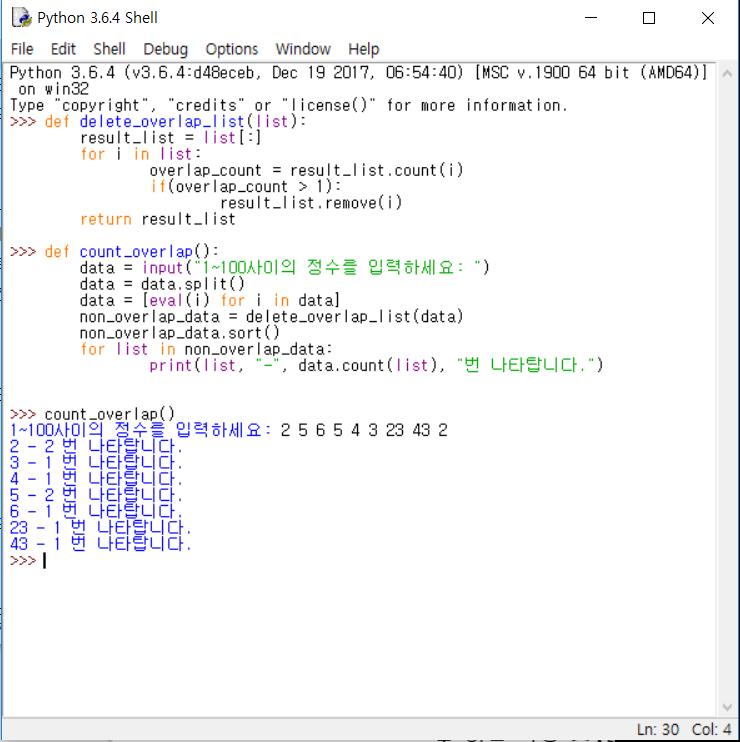 Python 3.6.4 Shell
File Edit Shell Debug Options Window Help
Python 3.6.4 (v3.6.4:d48eceb, Dec 19 2017, 06:54:40) [MSC v.1900 64 bit (AMD64)]
 on win32
Type "copyright", "credits" or "license()" for more information.
>>> def delete_overlap_list(list):
        result_list = list[:]
        for i in list:
                overlap_count = result_list.count(i)
                if(overlap_count > 1):
                        result_list.remove(i)
        return result_list
>>> def count_overlap():
        data = input("1~100사이의 정수를 입력하세요: ")
        data = data.split()
        data = [eval(i) for i in data]
        non_overlap_data = delete_overlap_list(data)
        non_overlap_data.sort()
        for list in non_overlap_data:
                print(list, "-", data.count(list), "번 나타탑니다.")
>>> count_overlap()
1~100사이의 정수를 입력하세요: 2 5 6 5 4 3 23 43 2
2 - 2 번 나타탑니다.
3 - 1 번 나타탑니다.
4 - 1 번 나타탑니다.
5 - 2 번 나타탑니다.
6 - 1 번 나타탑니다.
23 - 1 번 나타탑니다.
43 - 1 번 나타탑니다.
>>>
Ln: 30 Col: 4